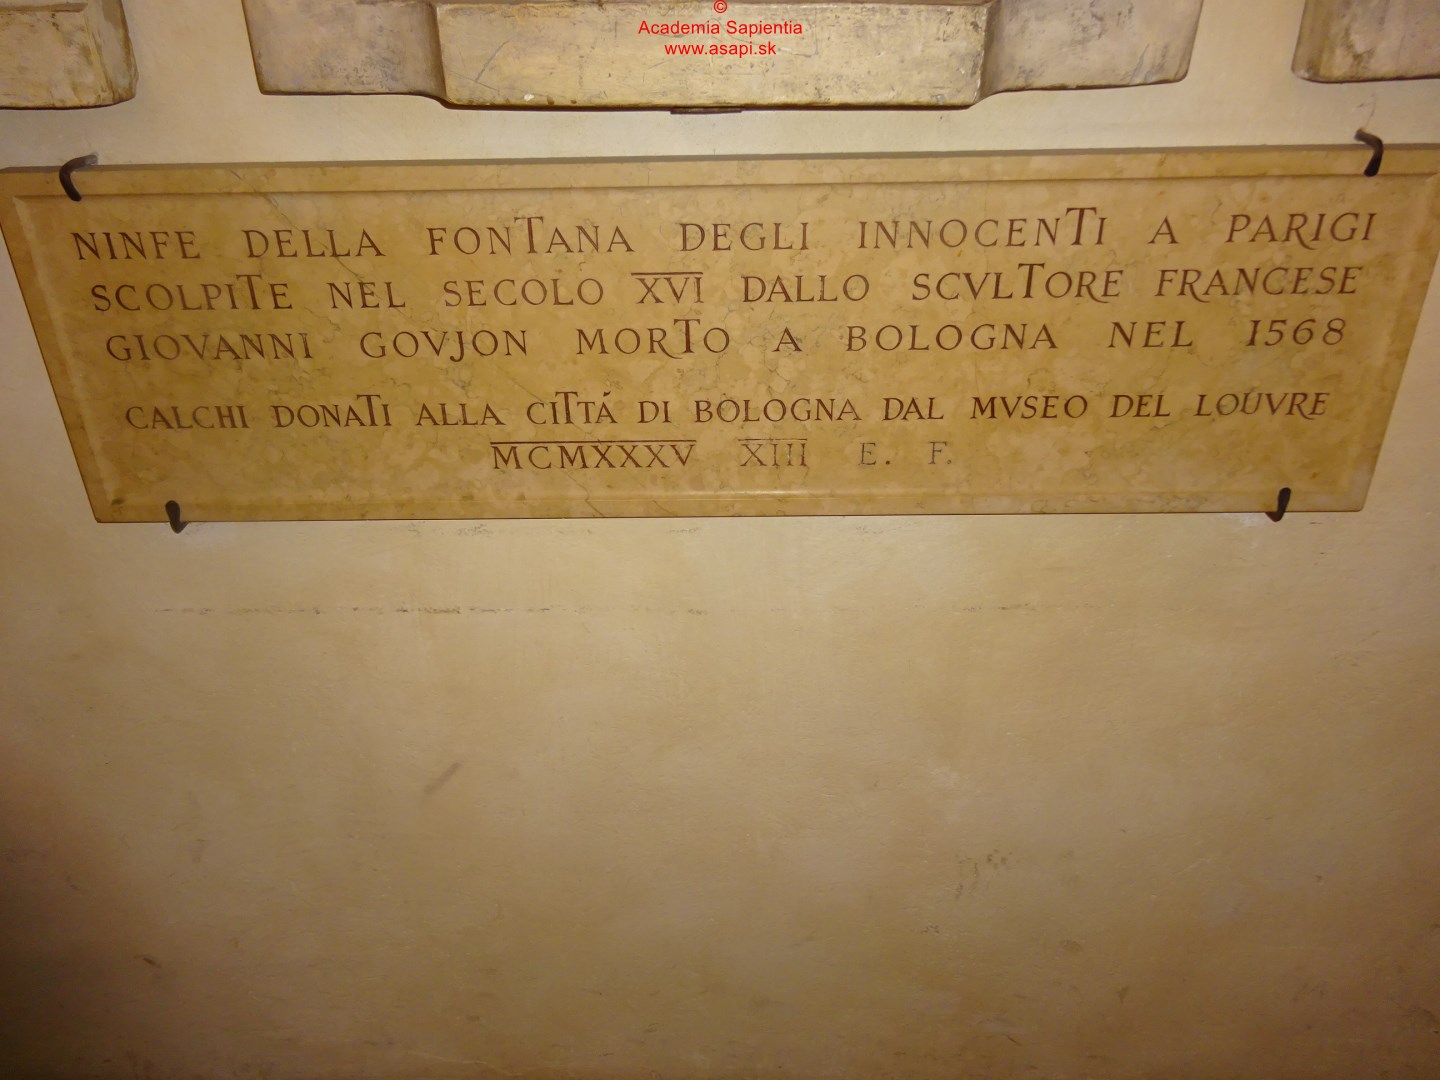 ©
Academia Sapientia
www.asapi.sk
NINFE DELLA FONTANA DEGLI INNOCENTI A PARIGI
SCOLPITE NEL SECOLO XVI DALLO SCVLTORE FRANCESE
GIOVANNI GOVJON MORTO A BOLOGNA NEL 1568
CALCHI DONATI ALLA CITTÁ DI BOLOGNA DAL MVSEO DEL LOUVRE
MCMXXXV XIII E. F.